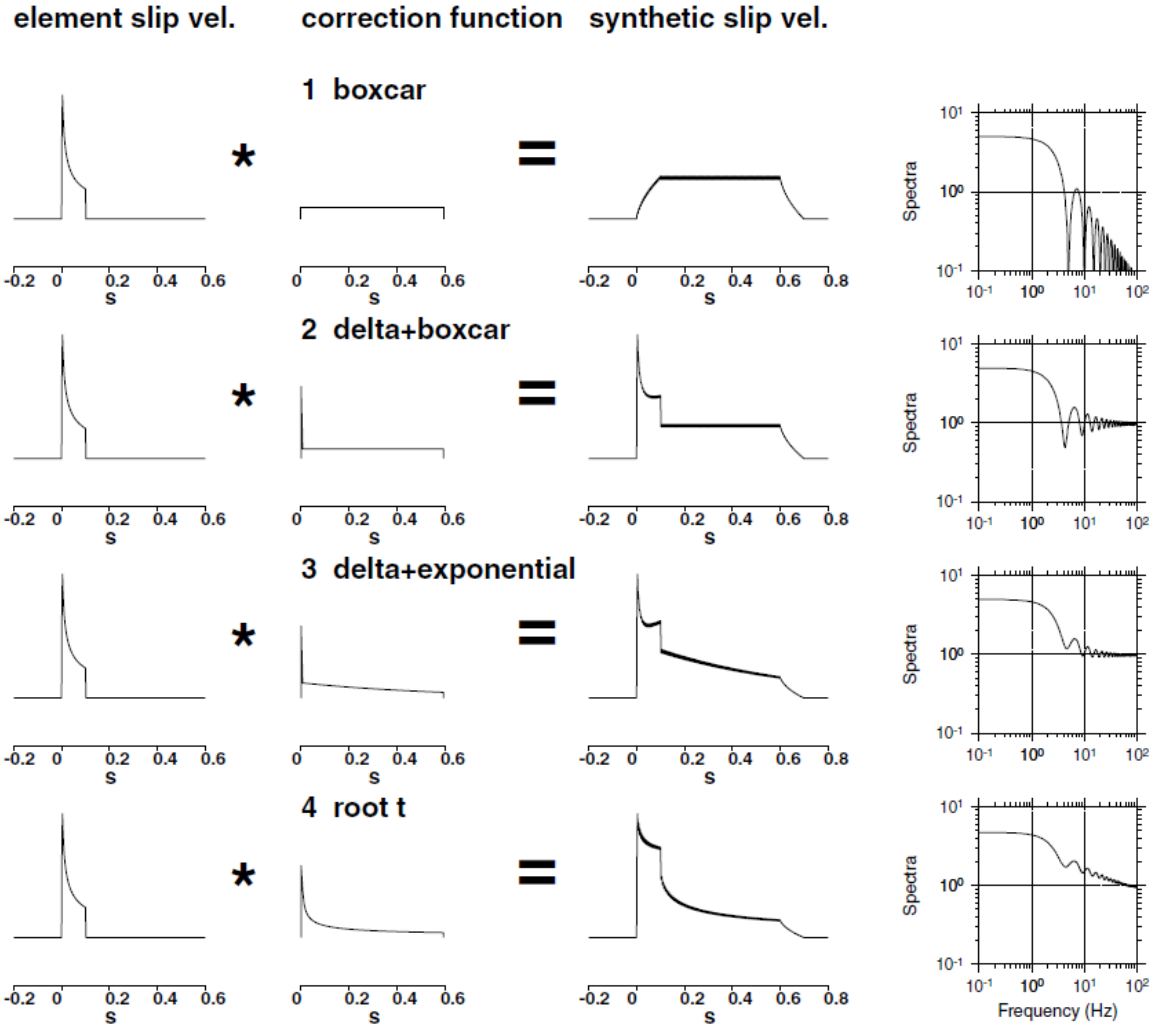 element slip vel. correction function synthetic slip vel.
1 boxcar
* =
-0.2 0 0.2 0.4 0.6
s
0 0.2 0.4 0.6
s
-0.2 0 0.2 0.4 0.6 0.8
s
Spectra
10¹
10⁰
10⁻¹
10⁻¹ 10⁰ 10¹ 10²
2 delta+boxcar
* =
-0.2 0 0.2 0.4 0.6
s
0 0.2 0.4 0.6
s
-0.2 0 0.2 0.4 0.6 0.8
s
Spectra
10¹
10⁰
10⁻¹
10⁻¹ 10⁰ 10¹ 10²
3 delta+exponential
* =
-0.2 0 0.2 0.4 0.6
s
0 0.2 0.4 0.6
s
-0.2 0 0.2 0.4 0.6 0.8
s
Spectra
10¹
10⁰
10⁻¹
10⁻¹ 10⁰ 10¹ 10²
4 root t
* =
-0.2 0 0.2 0.4 0.6
s
0 0.2 0.4 0.6
s
-0.2 0 0.2 0.4 0.6 0.8
s
Spectra
10¹
10⁰
10⁻¹
10⁻¹ 10⁰ 10¹ 10²
Frequency (Hz)